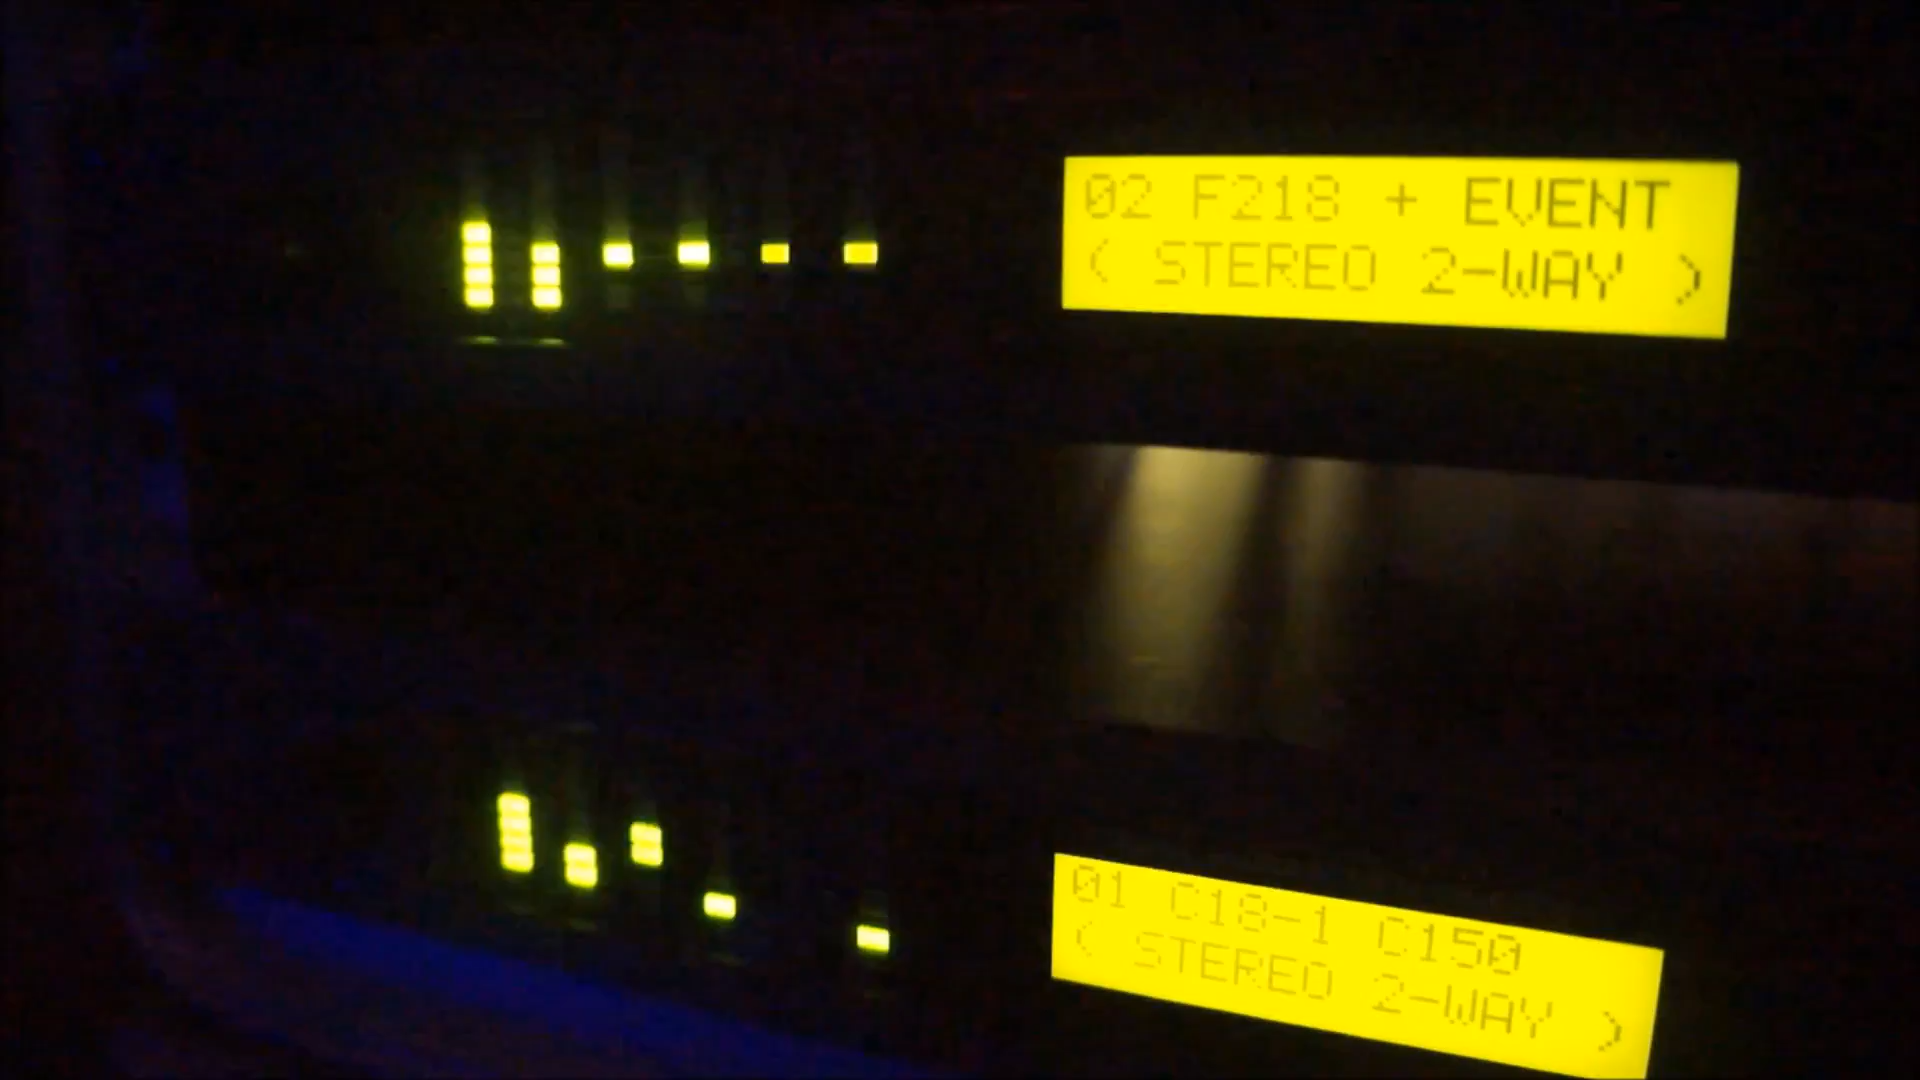 02 F218 + EVENT
< STEREO 2-WAY >
01 C18-1 C150
< STEREO 2-WAY >